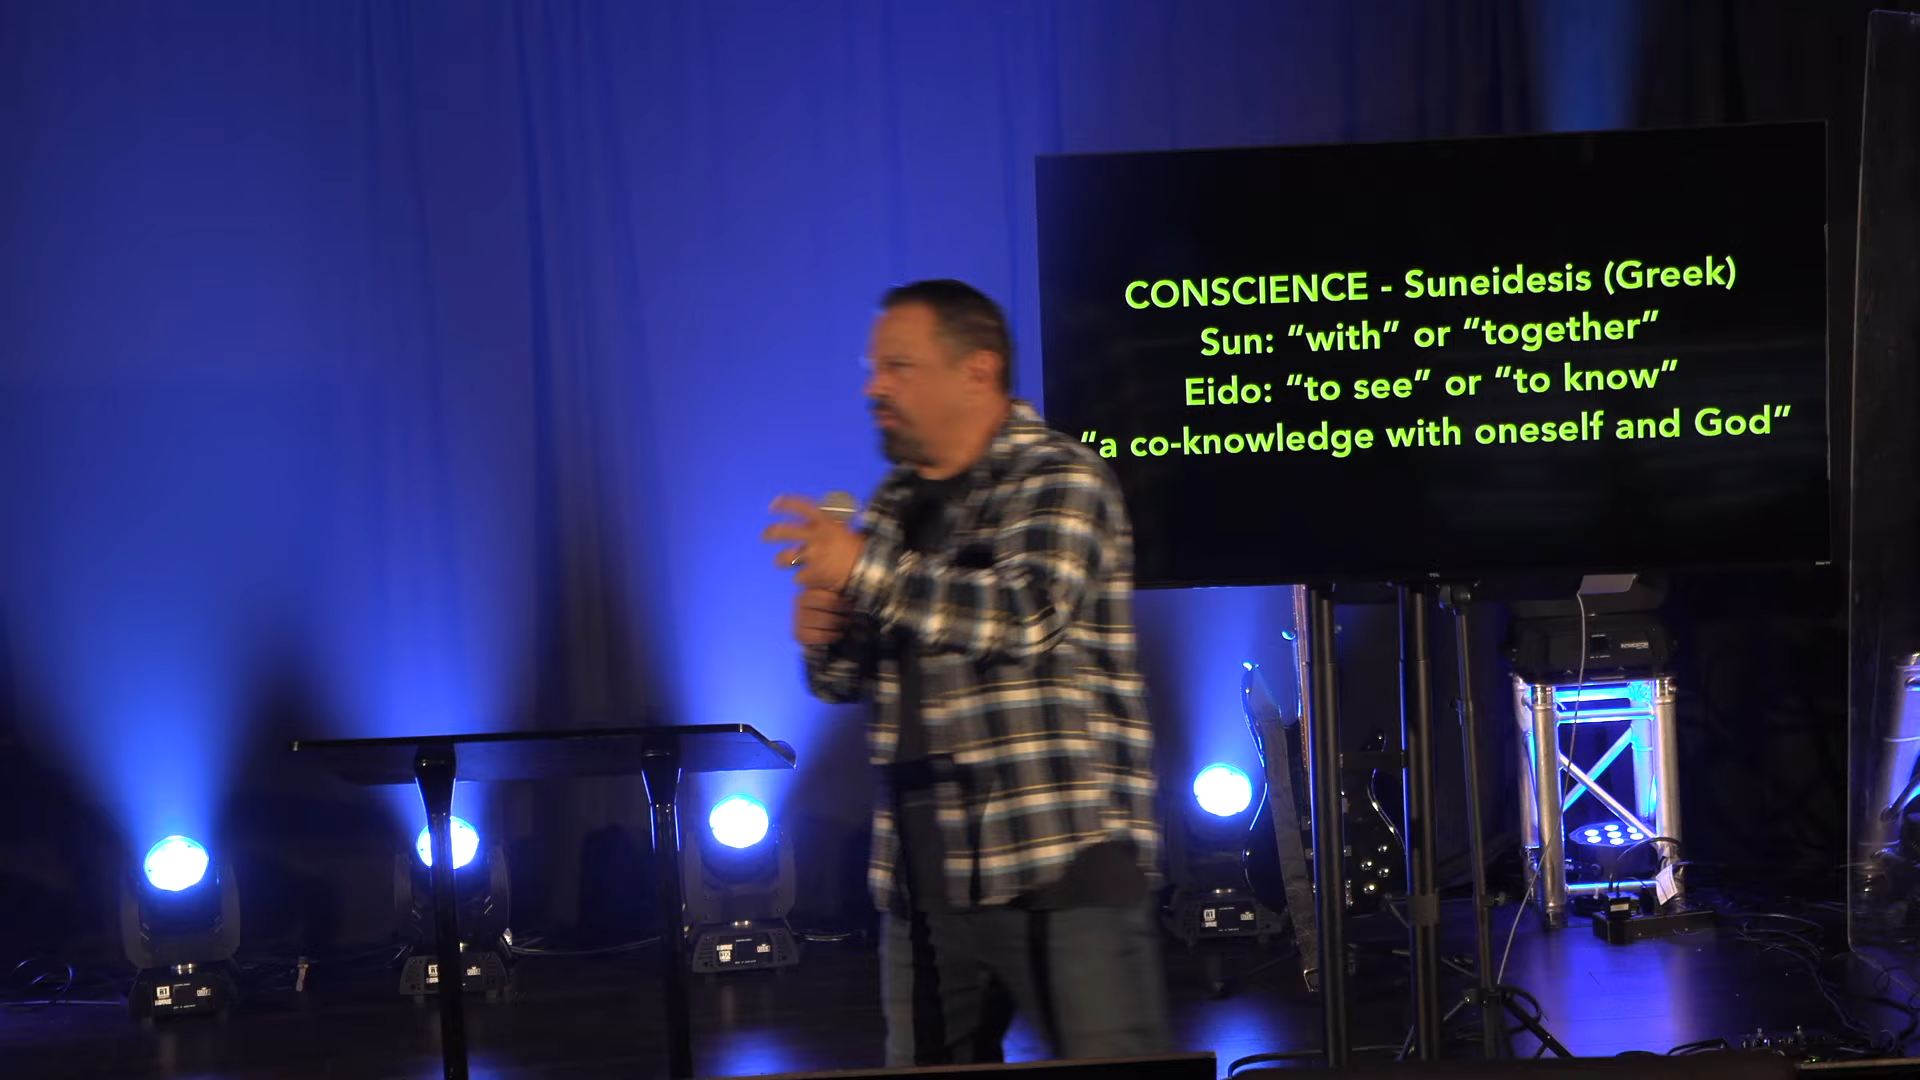 CONSCIENCE - Suneidesis (Greek)
Sun: “with” or “together”
Eido: “to see” or “to know”
“a co-knowledge with oneself and God”